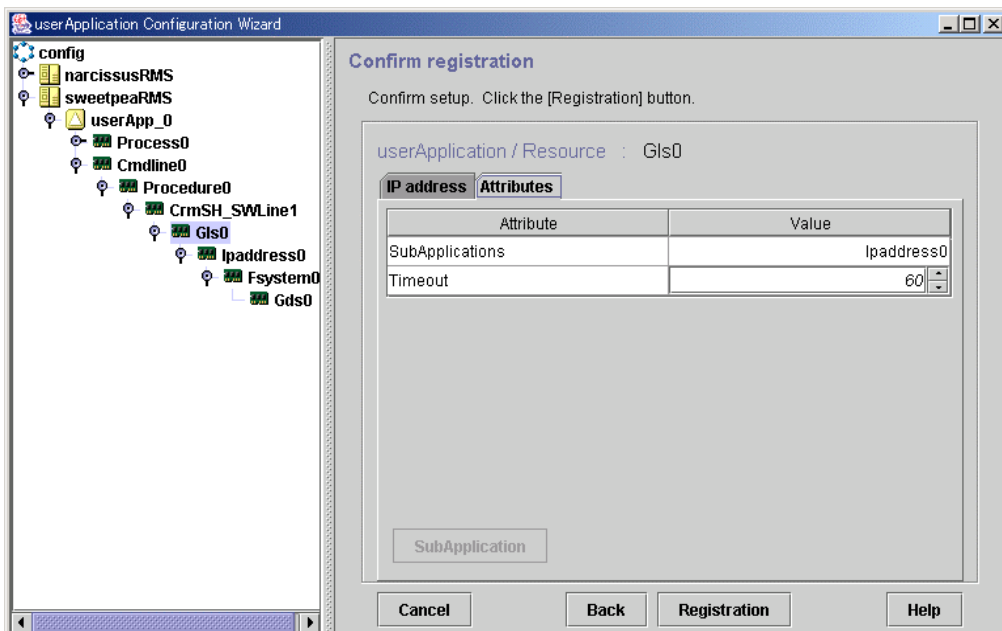 userApplication Configuration Wizard
config
narcissusRMS
sweetpeaRMS
userApp_0
Process0
Cmdline0
Procedure0
CrmSH_SWLine1
Gls0
Ipaddress0
Fsystem0
Gds0
Confirm registration
Confirm setup. Click the [Registration] button.
userApplication / Resource : Gls0
IP address Attributes
Attribute Value
SubApplications Ipaddress0
Timeout 60
SubApplication
Cancel Back Registration Help